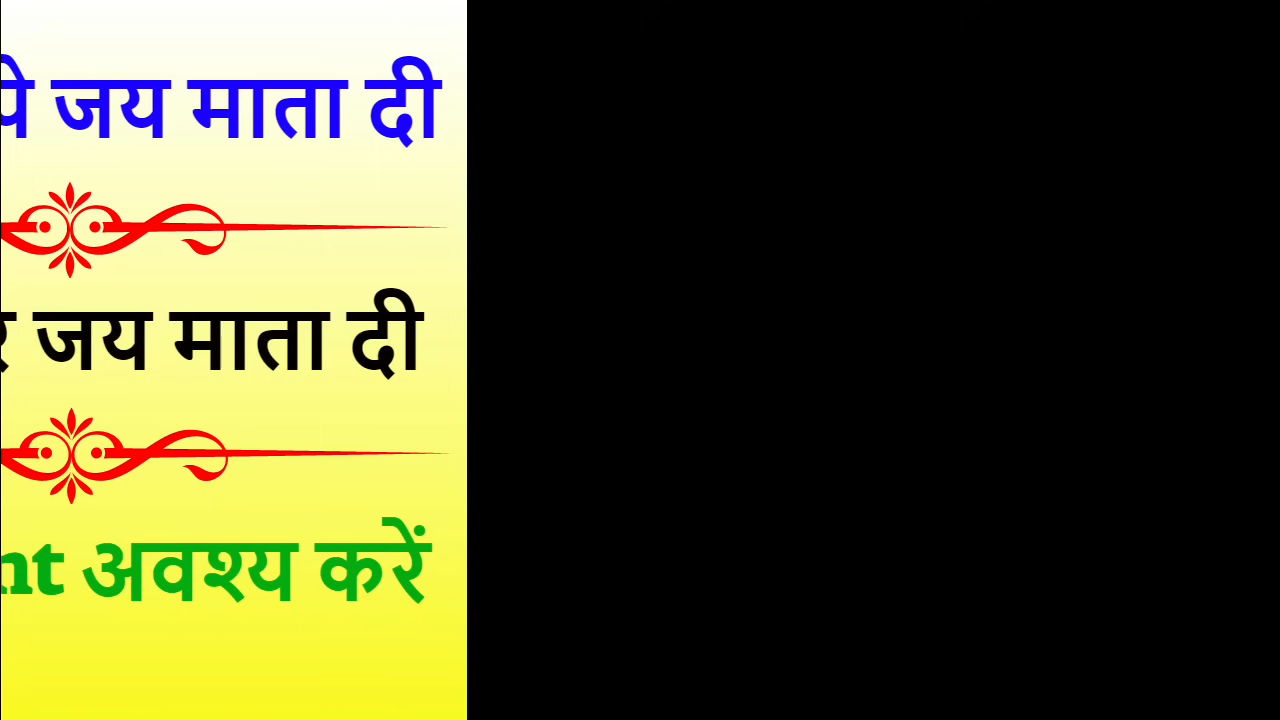 जय माता दी
जय माता दी
अवश्य करें